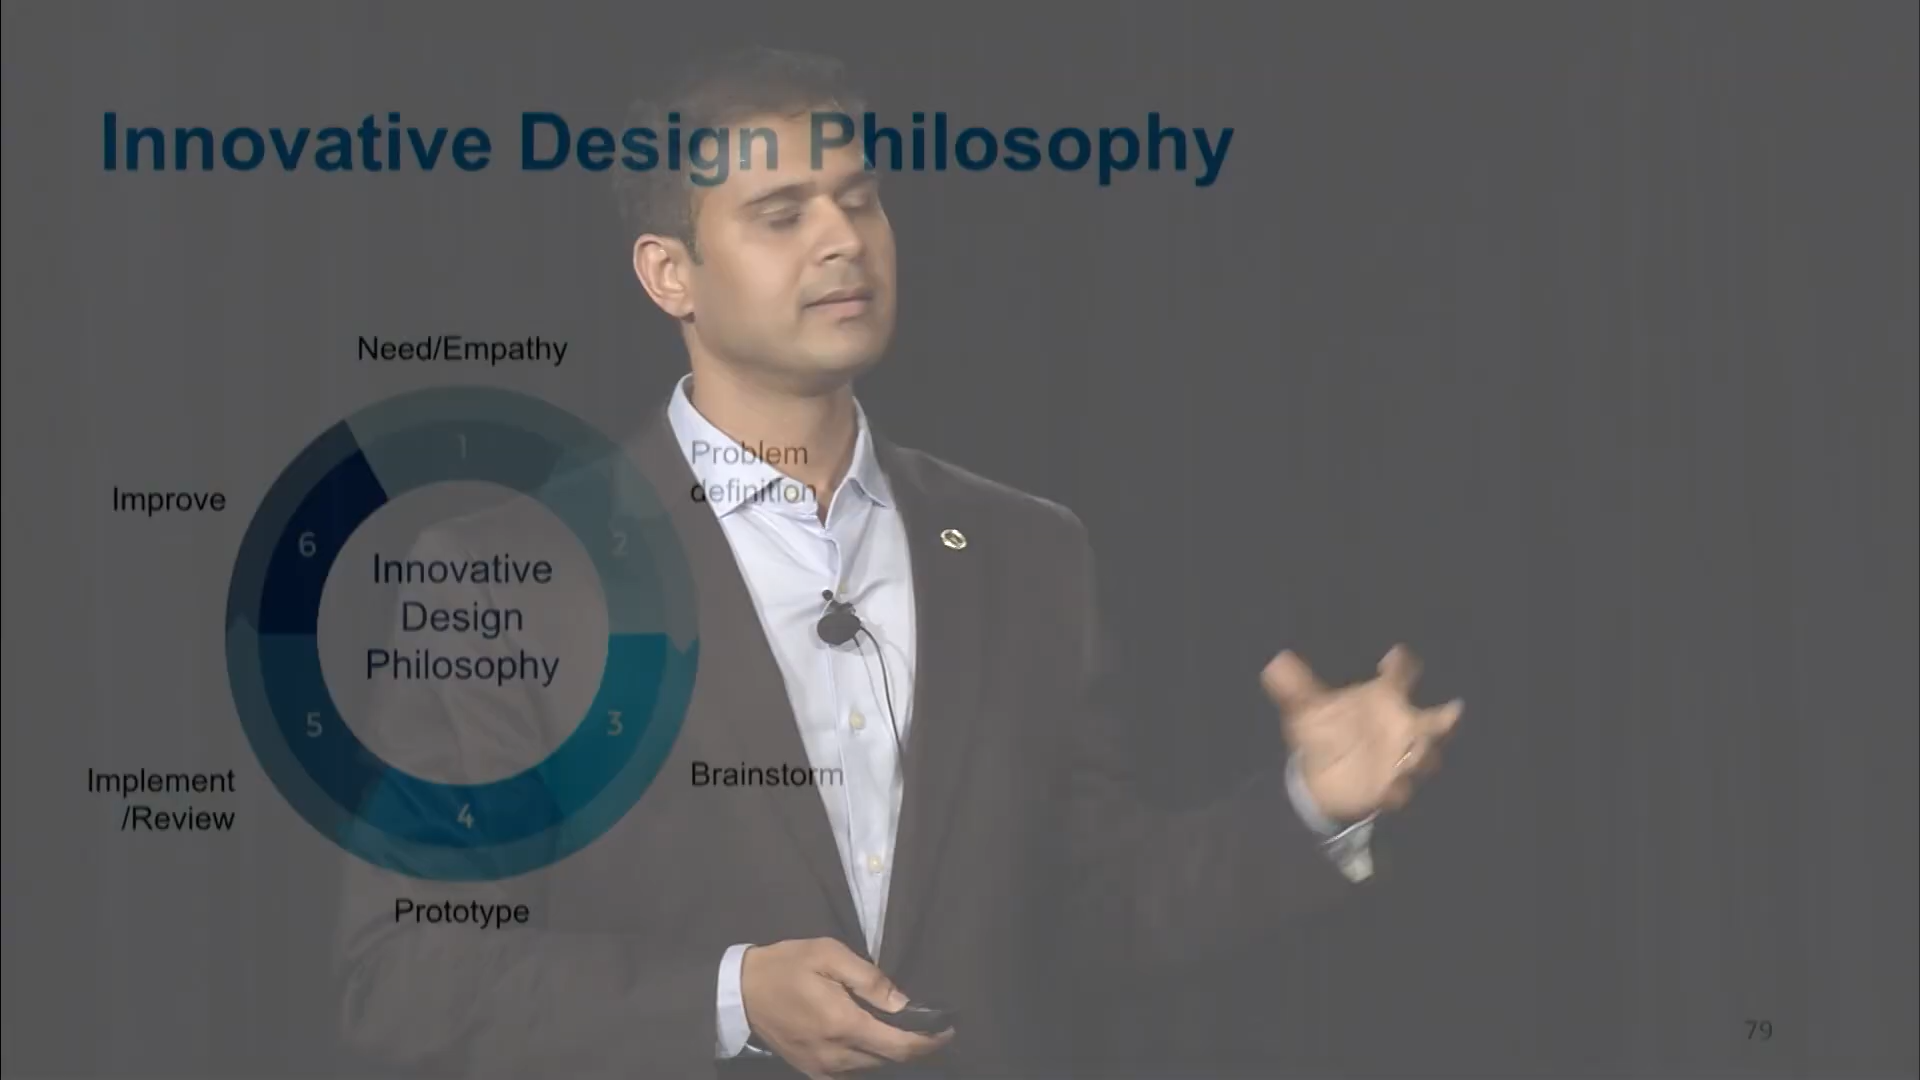 Innovative Design Philosophy
Need/Empathy
1
Problem
definition
2
Improve
6
Innovative
Design
Philosophy
5
3
Implement
/Review
Brainstorm
4
Prototype
79